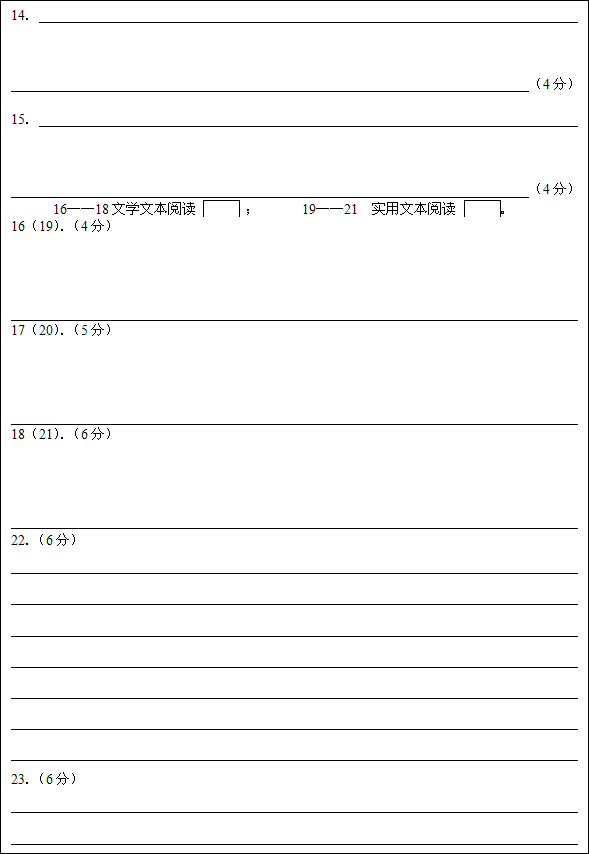 14．
（4分）
15．
（4分）
16——18文学文本阅读 ； 19——21 实用文本阅读 。
16（19）．（4分）
17（20）．（5分）
18（21）．（6分）
22．（6分）
23．（6分）